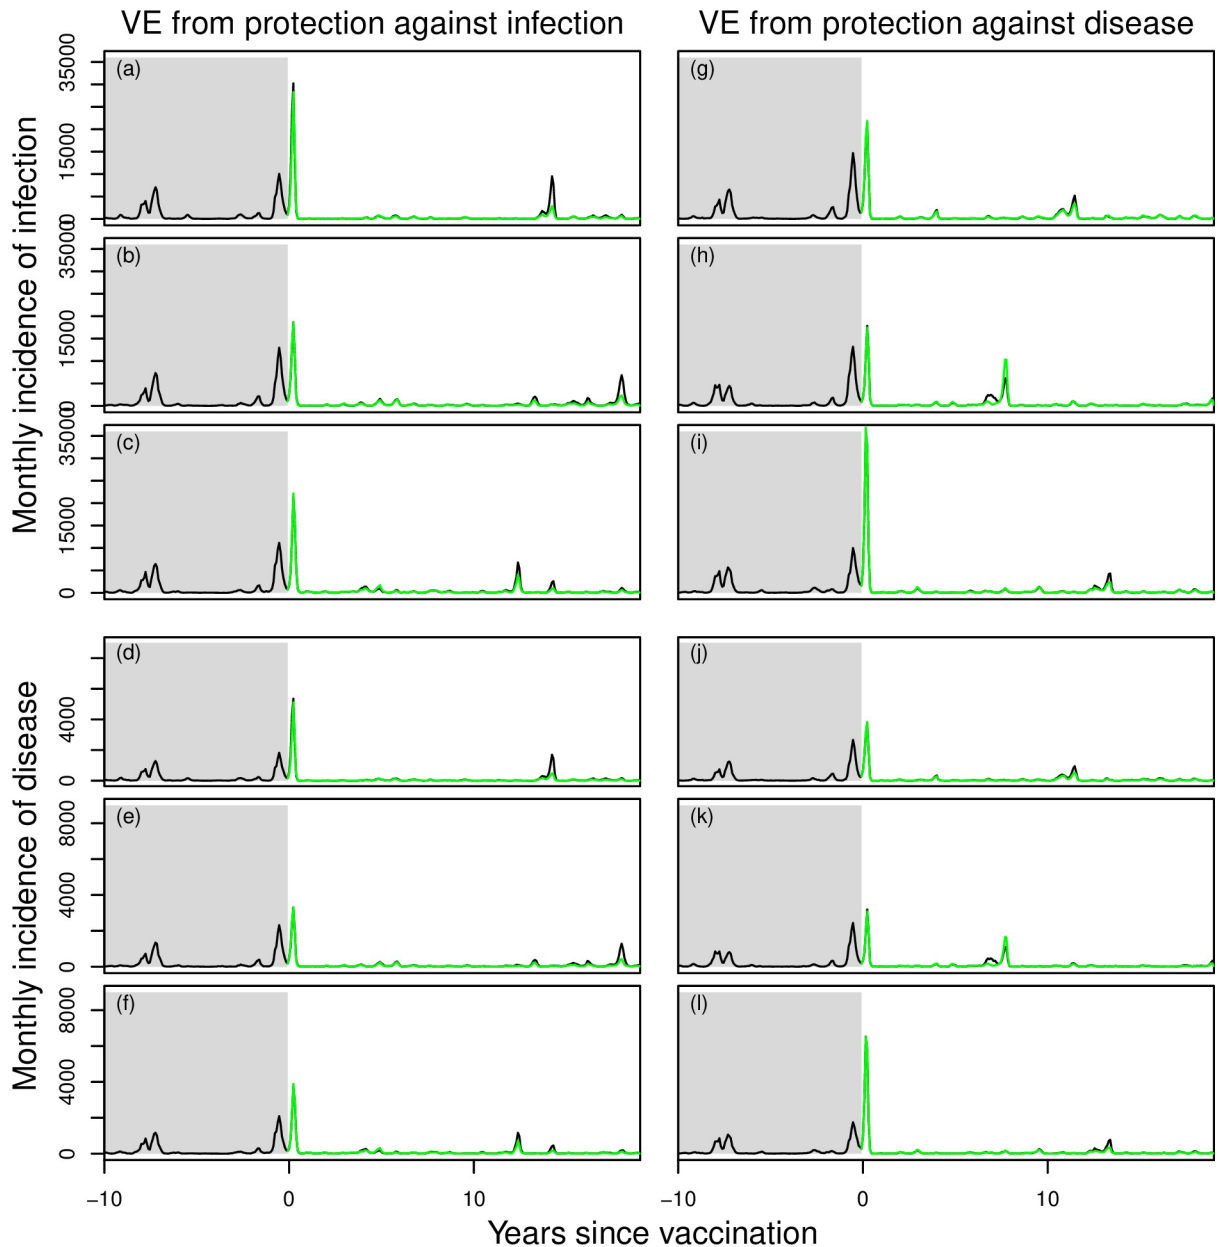 VE from protection against infection
VE from protection against disease
Monthly incidence of infection
Monthly incidence of disease
(a)
35000
15000
0
(b)
35000
15000
0
(c)
35000
15000
0
(d)
4000
0
(e)
8000
4000
0
(f)
8000
4000
0
(g)
(h)
(i)
(j)
(k)
(l)
−10 0 10
−10 0 10
Years since vaccination